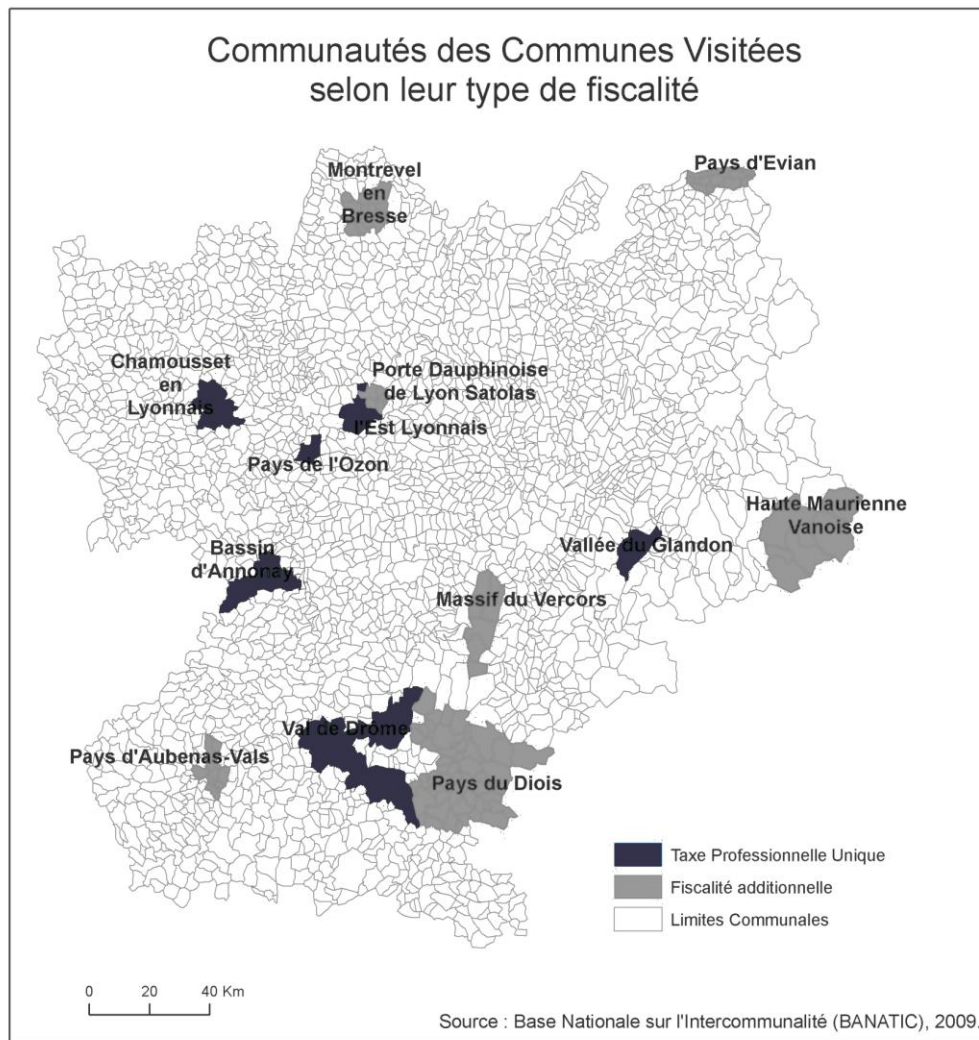 Communautés des Communes Visitées
selon leur type de fiscalité
Montrevel
en
Bresse
Pays d'Evian
Chamousset
en
Lyonnais
Porte Dauphinoise
de Lyon Satolas
l'Est Lyonnais
Pays de l'Ozon
Haute Maurienne
Vanoise
Bassin
d'Annonay
Vallée du Glandon
Massif du Vercors
Val de Drôme
Pays d'Aubenas-Vals
Pays du Diois
Taxe Professionnelle Unique
Fiscalité additionnelle
Limites Communales
0 20 40 Km
Source : Base Nationale sur l'Intercommunalité (BANATIC), 2009.